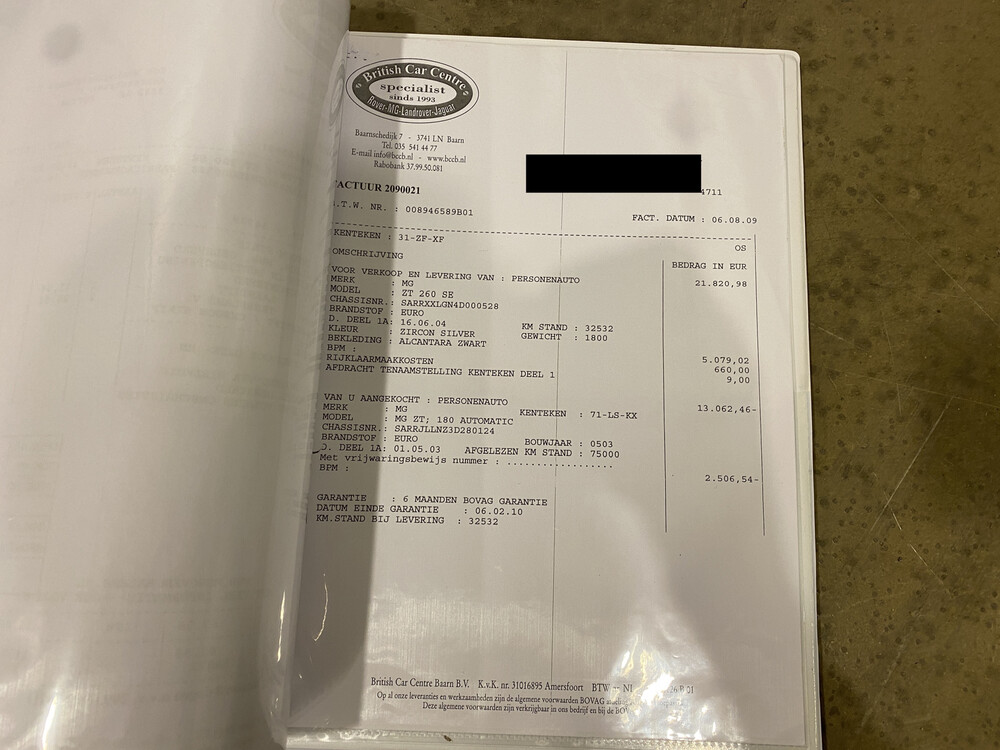 British Car Centre
specialist
sinds 1993
Rover-MG-Landrover-Jaguar
Baarnschedijk 7 - 3741 LN Baarn
Tel. 035 541 44 77
E-mail info@bccb.nl - www.bccb.nl
Rabobank 37.99.50.081
4711
ACTUUR 2090021
.T.W. NR. : 008946589B01
FACT. DATUM : 06.08.09
KENTEKEN : 31-ZF-XF
OS
OMSCHRIJVING
BEDRAG IN EUR
VOOR VERKOOP EN LEVERING VAN : PERSONENAUTO 21.820,98
MERK : MG
MODEL : ZT 260 SE
CHASSISNR.: SARRXXLGN4D000528
BRANDSTOF : EURO
D. DEEL 1A: 16.06.04 KM STAND : 32532
KLEUR : ZIRCON SILVER GEWICHT : 1800
BEKLEDING : ALCANTARA ZWART
BPM : 5.079,02
RIJKLAARMAAKKOSTEN 660,00
AFDRACHT TENAAMSTELLING KENTEKEN DEEL 1 9,00
VAN U AANGEKOCHT : PERSONENAUTO 13.062,46-
MERK : MG KENTEKEN : 71-LS-KX
MODEL : MG ZT; 180 AUTOMATIC
CHASSISNR.: SARRJLLNZ3D280124
BRANDSTOF : EURO BOUWJAAR : 0503
D. DEEL 1A: 01.05.03 AFGELEZEN KM STAND : 75000
Met vrijwaringsbewijs nummer : ..................
BPM : 2.506,54-
GARANTIE : 6 MAANDEN BOVAG GARANTIE
DATUM EINDE GARANTIE : 06.02.10
KM.STAND BIJ LEVERING : 32532
British Car Centre Baarn B.V. K.v.K. nr. 31016895 Amersfoort BTW NL
Op al onze leveranties en werkzaamheden zijn de algemene voorwaarden BOVAG
Deze algemene voorwaarden zijn verkrijgbaar in ons bedrijf en bij de BOV